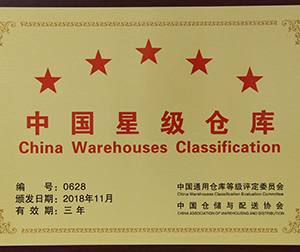 中国星级仓库
China Warehouses Classification
编 号：0628
颁发日期：2018年11月
有 效 期：三年
中国通用仓库等级评定委员会
China Warehouses Classification Evaluation Committee
中国仓储与配送协会
CHINA ASSOCIATION OF WAREHOUSING AND DISTRIBUTION